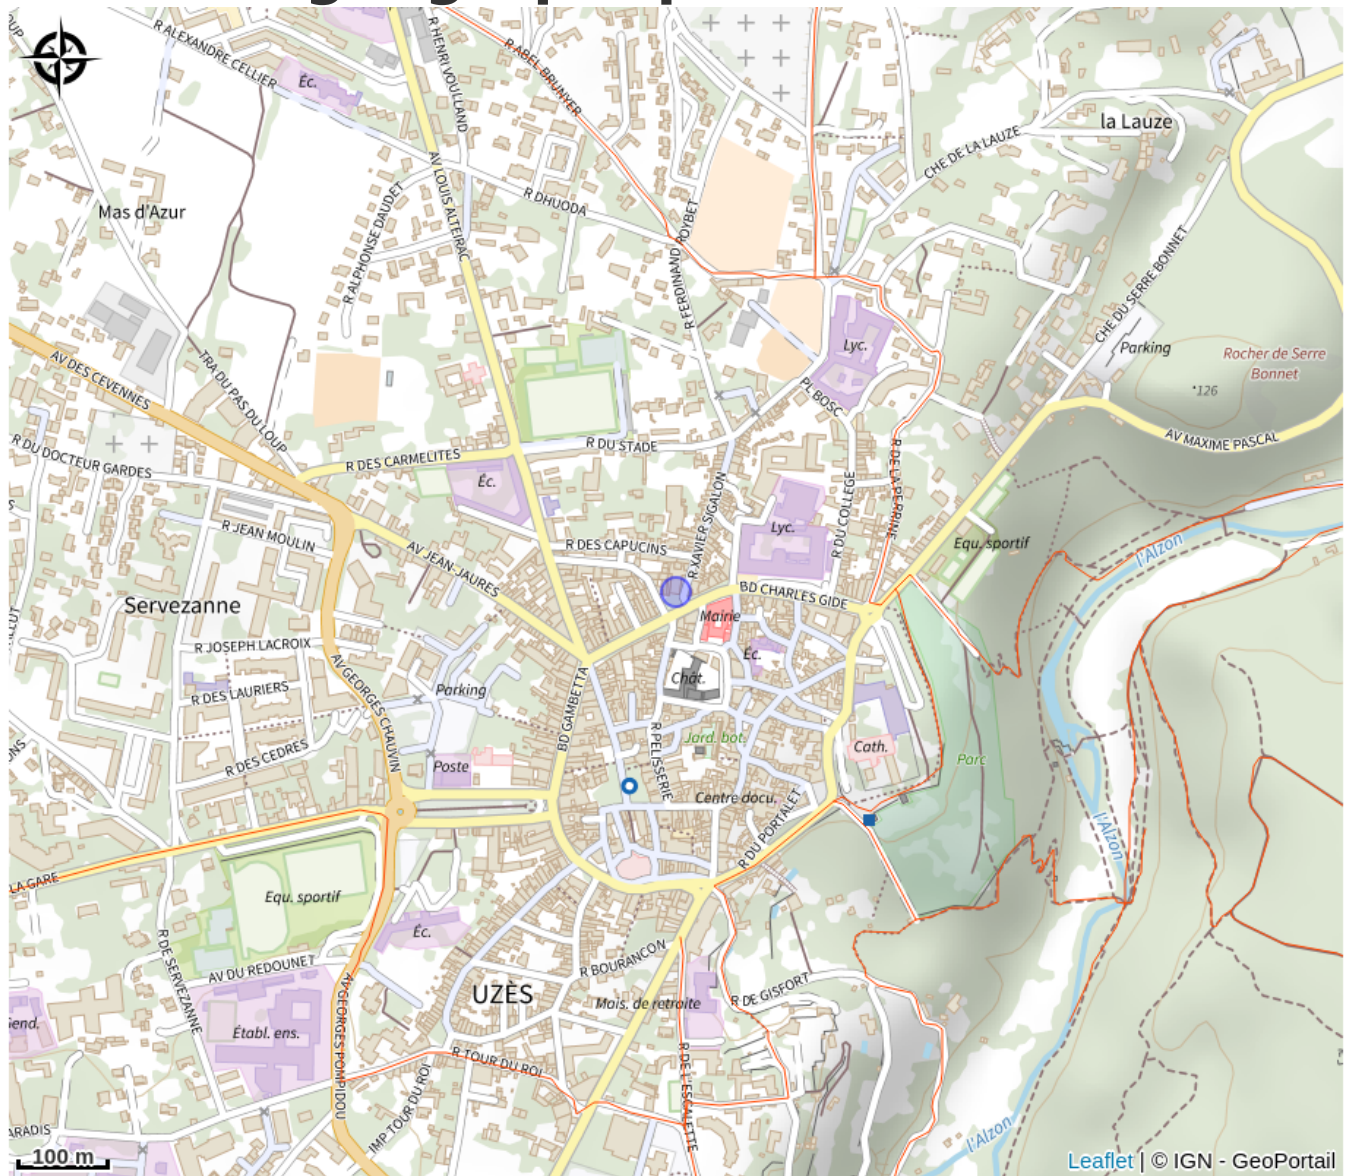 R ALEXANDRE CELLIER
R HENRI VOULLAND
R ABEL BRUNYER
Éc.
la Lauze
CHE DE LA LAUZE
AV LOUIS ALTEIRAC
R DHUODA
R ALPHONSE DAUDET
Mas d'Azur
R FERDINAND ROYBET
CHE DU SERRE BONNET
Parking
Lyc.
Rocher de Serre
Bonnet
126
AV DES CEVENNES
TRA DU PAS DU LOUP
PL BOSC
AV MAXIME PASCAL
R DU DOCTEUR GARDES
R DES CARMELITES
R DU STADE
Éc.
R XAVIER SIGALON
R DU COLLEGE
R DE LA PERRINE
R JEAN MOULIN
AV JEAN-JAURES
R DES CAPUCINS
Lyc.
Equ. sportif
l'Alzon
BD CHARLES GIDE
Servezanne
Mairie
R JOSEPH LACROIX
Éc.
AV GEORGES CHAUVIN
Chât.
R DES LAURIERS
Parking
BD GAMBETTA
R PELISSERIE
Jard. bot.
Cath.
Parc
R DES CEDRES
Poste
Centre docu.
R DU PORTALET
l'Alzon
LA GARE
Equ. sportif
Éc.
R DE SERVEZANNE
AV DU REDOUNET
R BOURANCON
UZÈS
Mais. de retraite
R DE GISFORT
Établ. ens.
AV GEORGES POMPIDOU
R TOUR DU ROI
IMP TOUR DU ROI
R DE L'ESCALETTE
l'Alzon
100 m
Leaflet | © IGN - GeoPortail